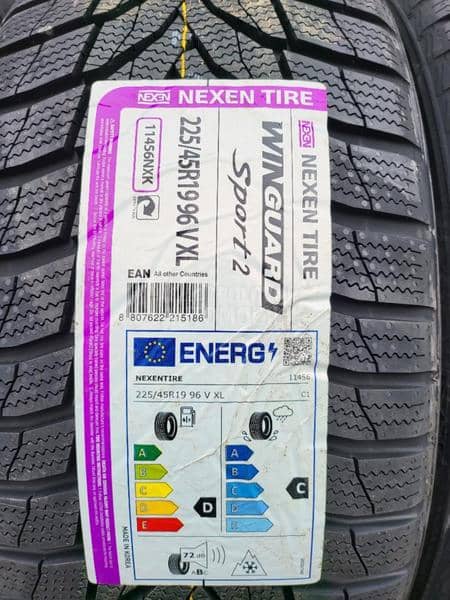 NEXEN NEXEN TIRE
NEXEN NEXEN TIRE
WINGUARD
Sport 2
225/45R19 96 V XL
11456NXK
EAN All other Countries
8 807622 215186
ENERG
NEXENTIRE
11456
225/45R19 96 V XL
C1
A
B
C
D
E
D
A
B
C
D
E
C
72 dB
ABC
MADE IN KOREA